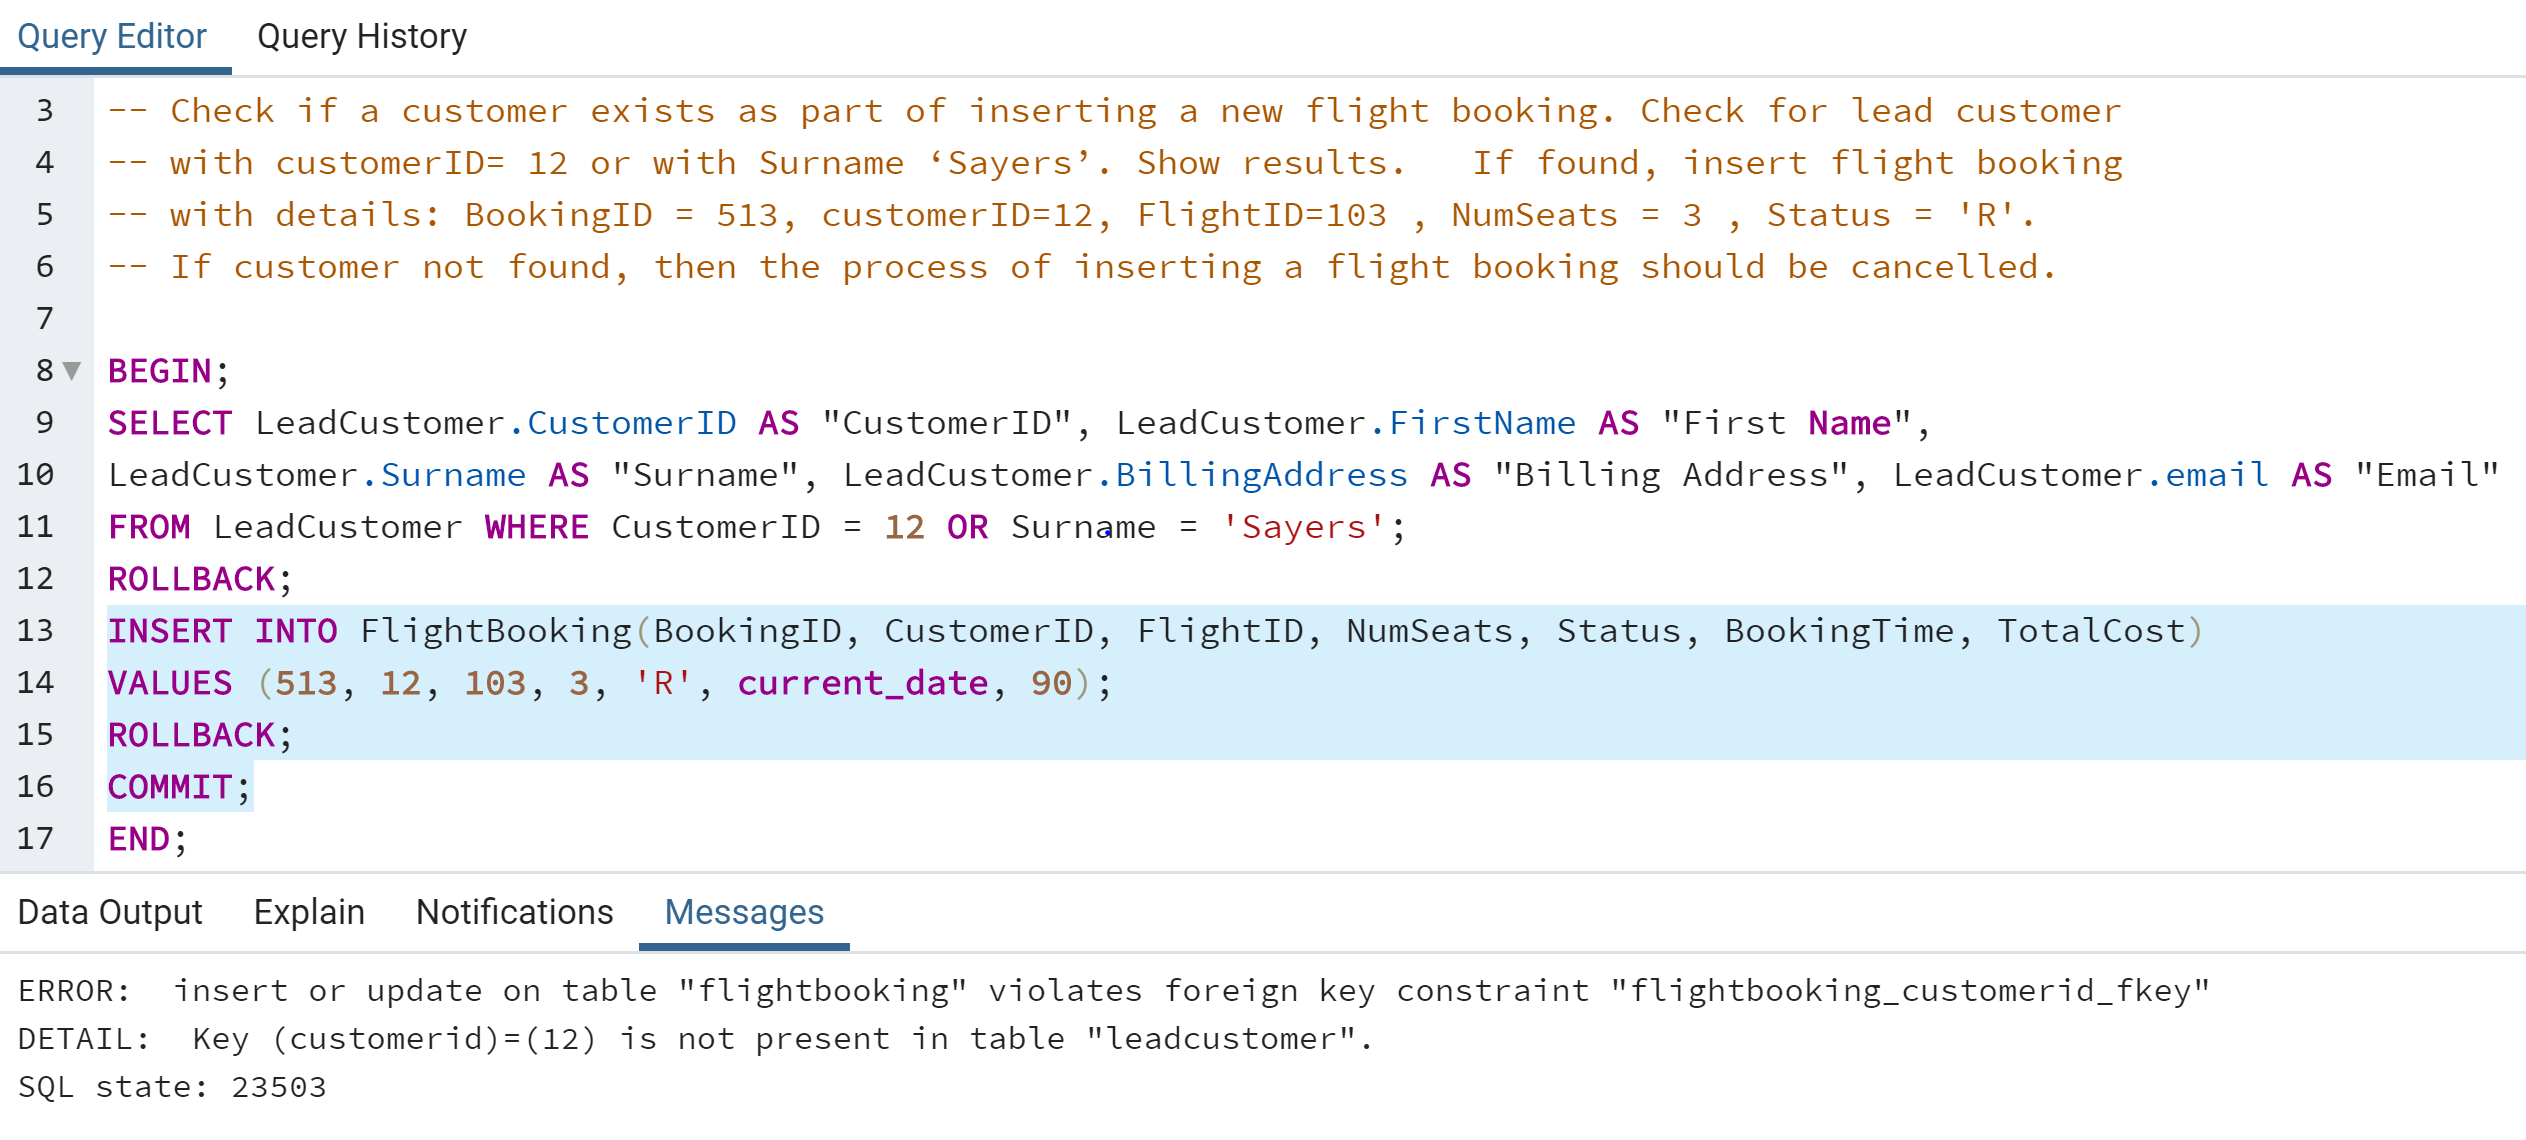 Query Editor Query History
3 -- Check if a customer exists as part of inserting a new flight booking. Check for lead customer
4 -- with customerID= 12 or with Surname ‘Sayers’. Show results.   If found, insert flight booking
5 -- with details: BookingID = 513, customerID=12, FlightID=103 , NumSeats = 3 , Status = 'R'.
6 -- If customer not found, then the process of inserting a flight booking should be cancelled.
7
8 BEGIN;
9 SELECT LeadCustomer.CustomerID AS "CustomerID", LeadCustomer.FirstName AS "First Name",
10 LeadCustomer.Surname AS "Surname", LeadCustomer.BillingAddress AS "Billing Address", LeadCustomer.email AS "Email"
11 FROM LeadCustomer WHERE CustomerID = 12 OR Surname = 'Sayers';
12 ROLLBACK;
13 INSERT INTO FlightBooking(BookingID, CustomerID, FlightID, NumSeats, Status, BookingTime, TotalCost)
14 VALUES (513, 12, 103, 3, 'R', current_date, 90);
15 ROLLBACK;
16 COMMIT;
17 END;
Data Output Explain Notifications Messages
ERROR:  insert or update on table "flightbooking" violates foreign key constraint "flightbooking_customerid_fkey"
DETAIL:  Key (customerid)=(12) is not present in table "leadcustomer".
SQL state: 23503